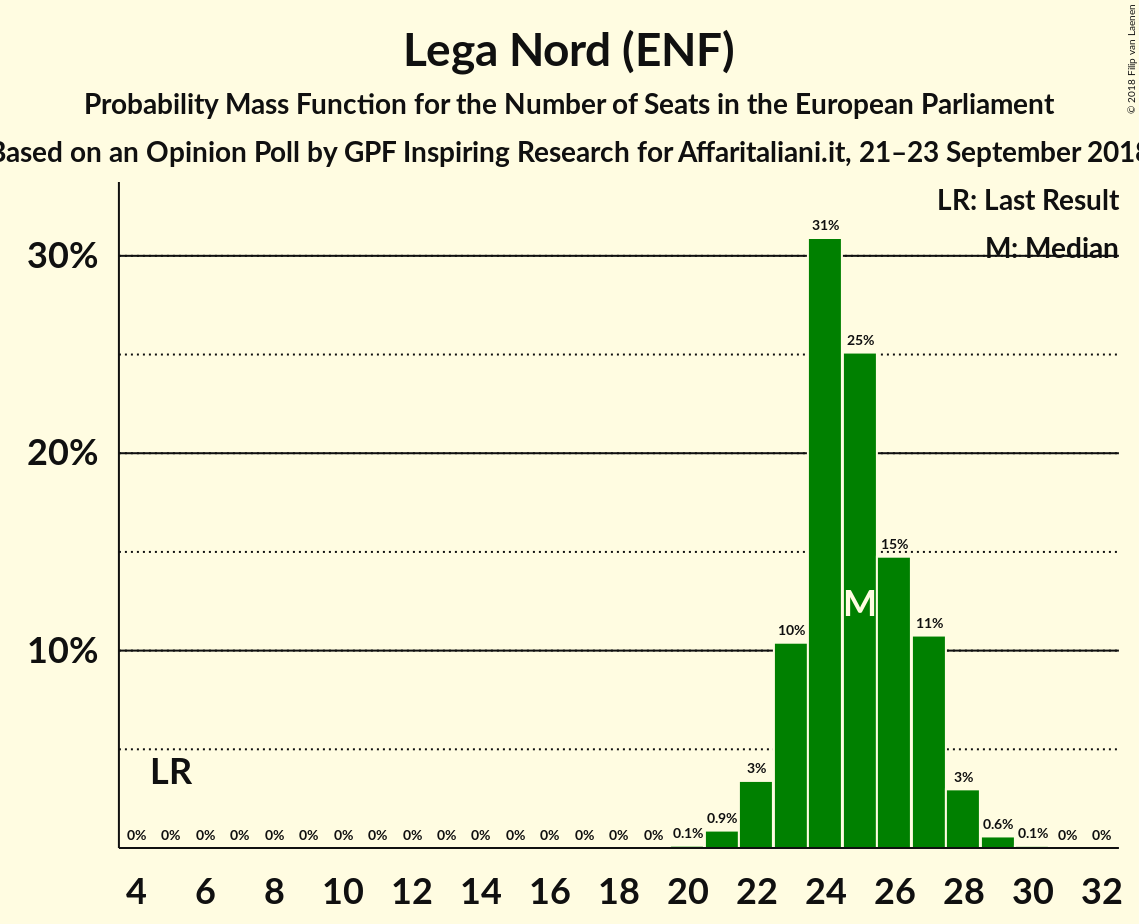 Lega Nord (ENF)
Probability Mass Function for the Number of Seats in the European Parliament
Based on an Opinion Poll by GPF Inspiring Research for Affaritaliani.it, 21–23 September 2018
© 2018 Filip van Laenen
LR: Last Result
M: Median
30%
20%
10%
31%
25%
15%
10%
11%
M
LR
0% 0% 0% 0% 0% 0% 0% 0% 0% 0% 0% 0% 0% 0% 0% 0% 0.1% 0.9% 3% 3% 0.6% 0.1% 0% 0%
4 6 8 10 12 14 16 18 20 22 24 26 28 30 32